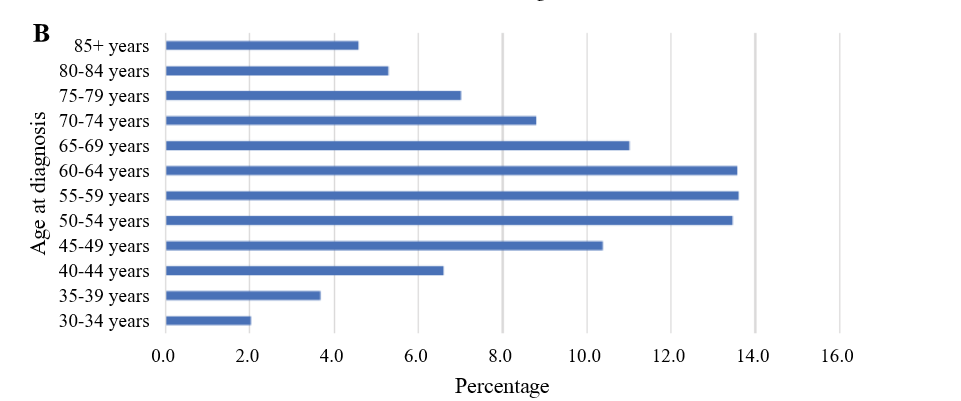 B
85+ years
80-84 years
75-79 years
70-74 years
65-69 years
60-64 years
55-59 years
50-54 years
45-49 years
40-44 years
35-39 years
30-34 years
Age at diagnosis
0.0 2.0 4.0 6.0 8.0 10.0 12.0 14.0 16.0
Percentage